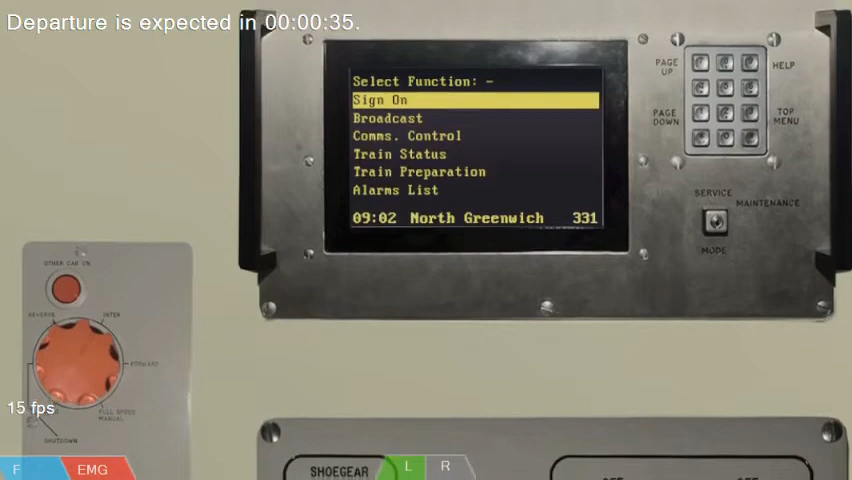 Departure is expected in 00:00:35.
Select Function: -
Sign On
Broadcast
Comms. Control
Train Status
Train Preparation
Alarms List
09:02 North Greenwich 331
PAGE UP
HELP
PAGE DOWN
TOP MENU
SERVICE
MAINTENANCE
MODE
OTHER CAB ON
REVERSE
INTER
FORWARD
FULL SPEED MANUAL
SHUTDOWN
15 fps
F
EMG
L
R
SHOEGEAR